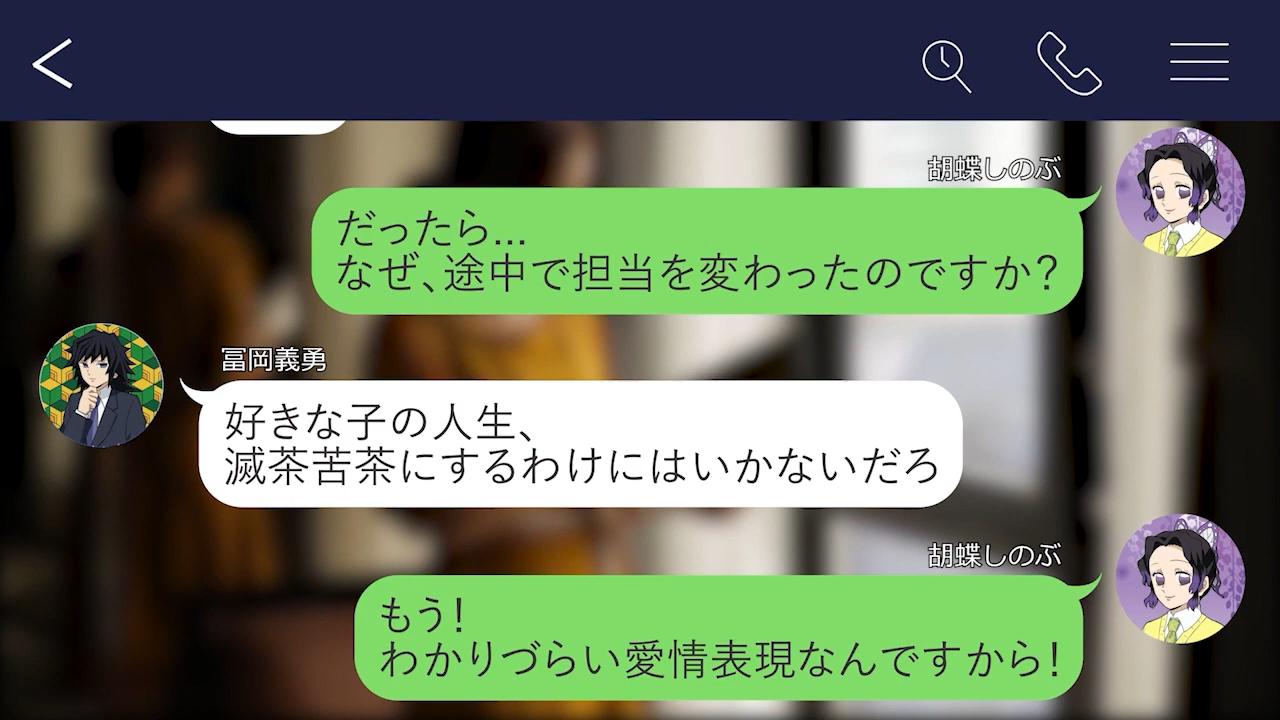 胡蝶しのぶ
だったら...
なぜ、途中で担当を変わったのですか?
冨岡義勇
好きな子の人生、
滅茶苦茶にするわけにはいかないだろ
胡蝶しのぶ
もう!
わかりづらい愛情表現なんですから!